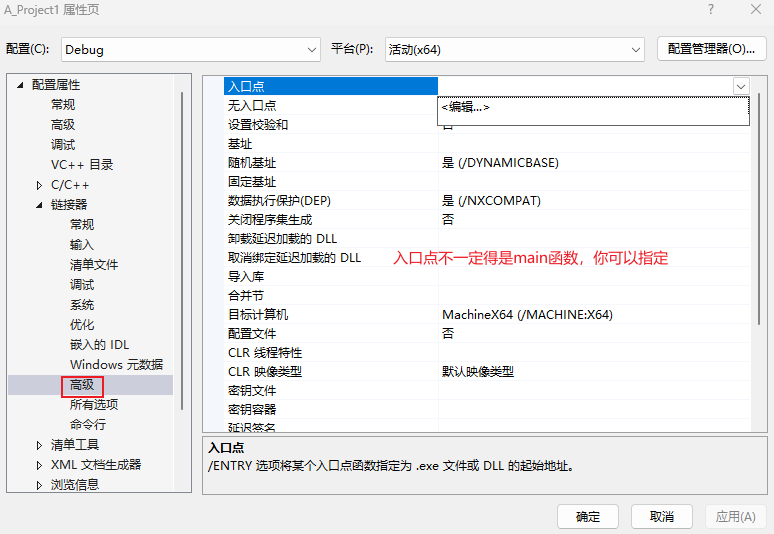 A_Project1 属性页
?
配置(C):
Debug
平台(P):
活动(x64)
配置管理器(O)...
配置属性
常规
高级
调试
VC++ 目录
C/C++
链接器
常规
输入
清单文件
调试
系统
优化
嵌入的 IDL
Windows 元数据
高级
所有选项
命令行
清单工具
XML 文档生成器
浏览信息
入口点
<编辑...>
无入口点
设置校验和
否
基址
随机基址
是 (/DYNAMICBASE)
固定基址
数据执行保护(DEP)
是 (/NXCOMPAT)
关闭程序集生成
否
卸载延迟加载的 DLL
取消绑定延迟加载的 DLL
入口点不一定得是main函数，你可以指定
导入库
合并节
目标计算机
MachineX64 (/MACHINE:X64)
配置文件
否
CLR 线程特性
CLR 映像类型
默认映像类型
密钥文件
密钥容器
延迟签名
入口点
/ENTRY 选项将某个入口点函数指定为 .exe 文件或 DLL 的起始地址。
确定
取消
应用(A)